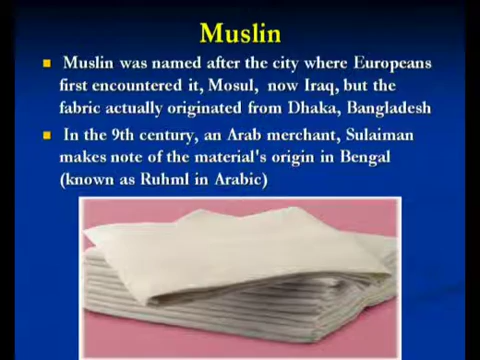 Muslin
Muslin was named after the city where Europeans
first encountered it, Mosul, now Iraq, but the
fabric actually originated from Dhaka, Bangladesh
In the 9th century, an Arab merchant, Sulaiman
makes note of the material's origin in Bengal
(known as Ruhml in Arabic)